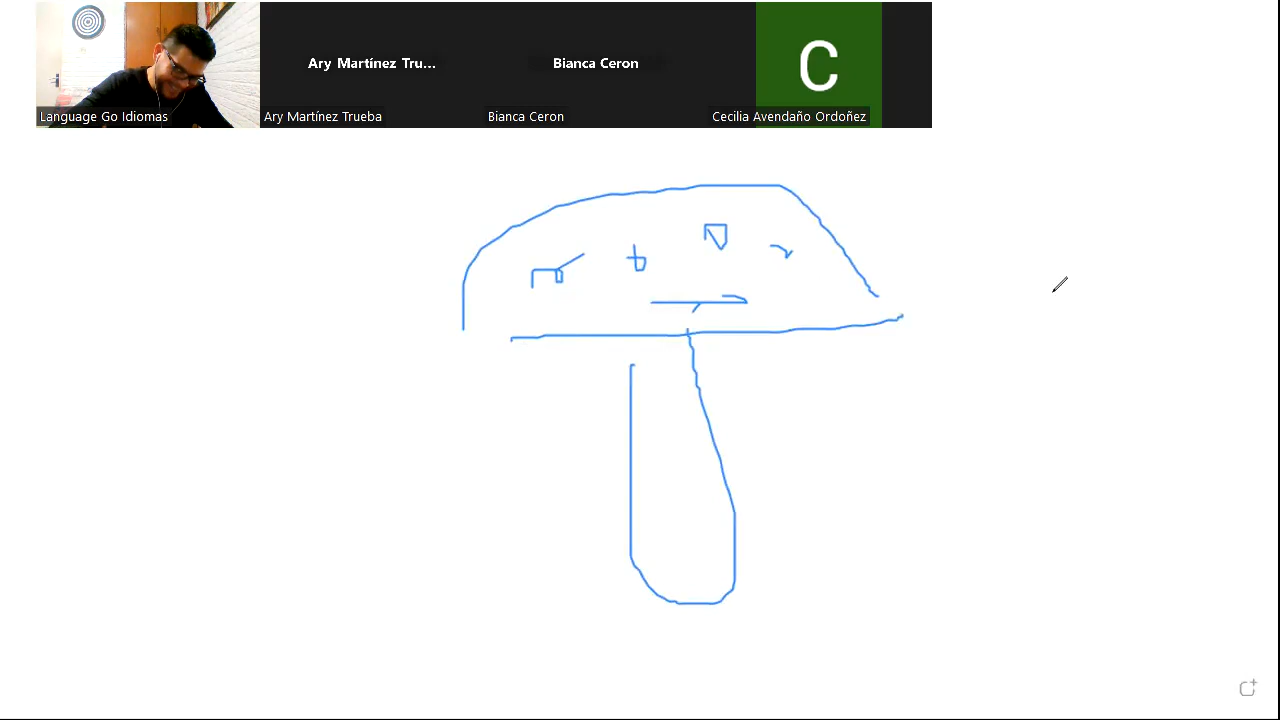 Ary Martínez Tru...
Bianca Ceron
C
Language Go Idiomas
Ary Martínez Trueba
Bianca Ceron
Cecilia Avendaño Ordoñez